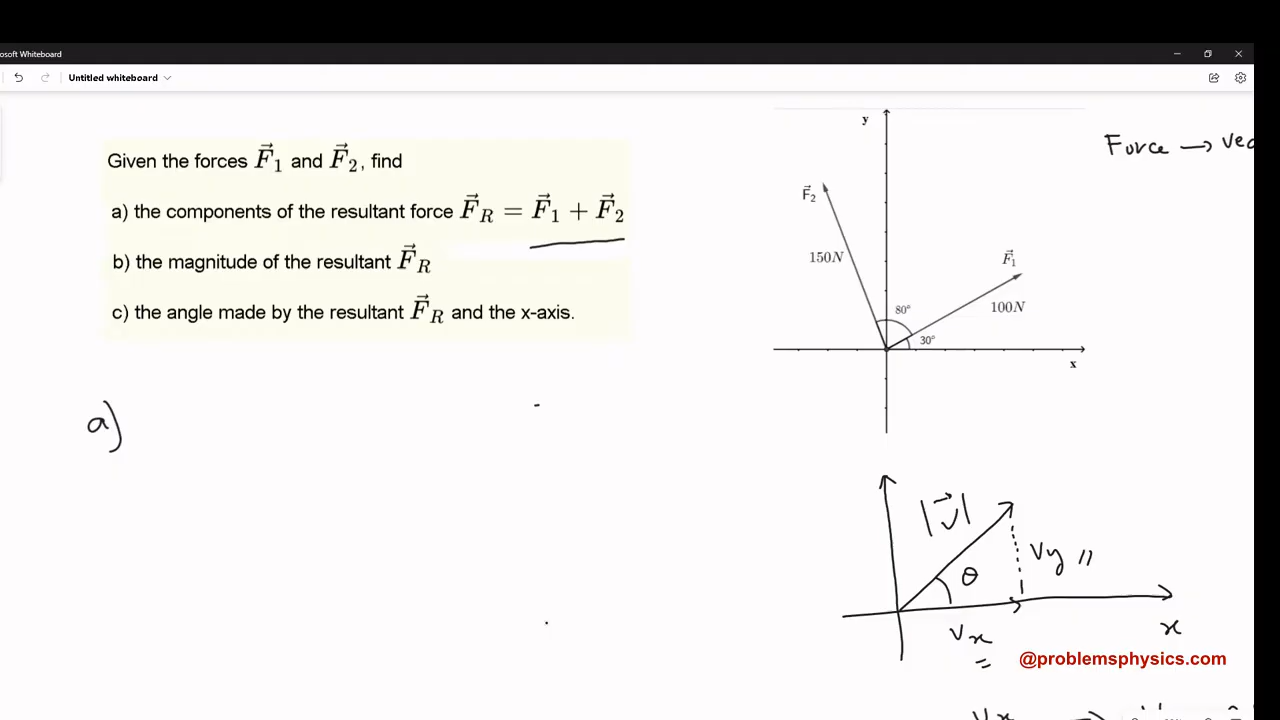 osoft Whiteboard
Untitled whiteboard
Given the forces F⃗₁ and F⃗₂, find
a) the components of the resultant force F⃗R = F⃗₁ + F⃗₂
b) the magnitude of the resultant F⃗R
c) the angle made by the resultant F⃗R and the x-axis.
a)
y
Force → vec
F⃗₂
150N
F⃗₁
80°
100N
30°
x
|v⃗|
θ
Vy
Vx
x
@problemsphysics.com
Vx →